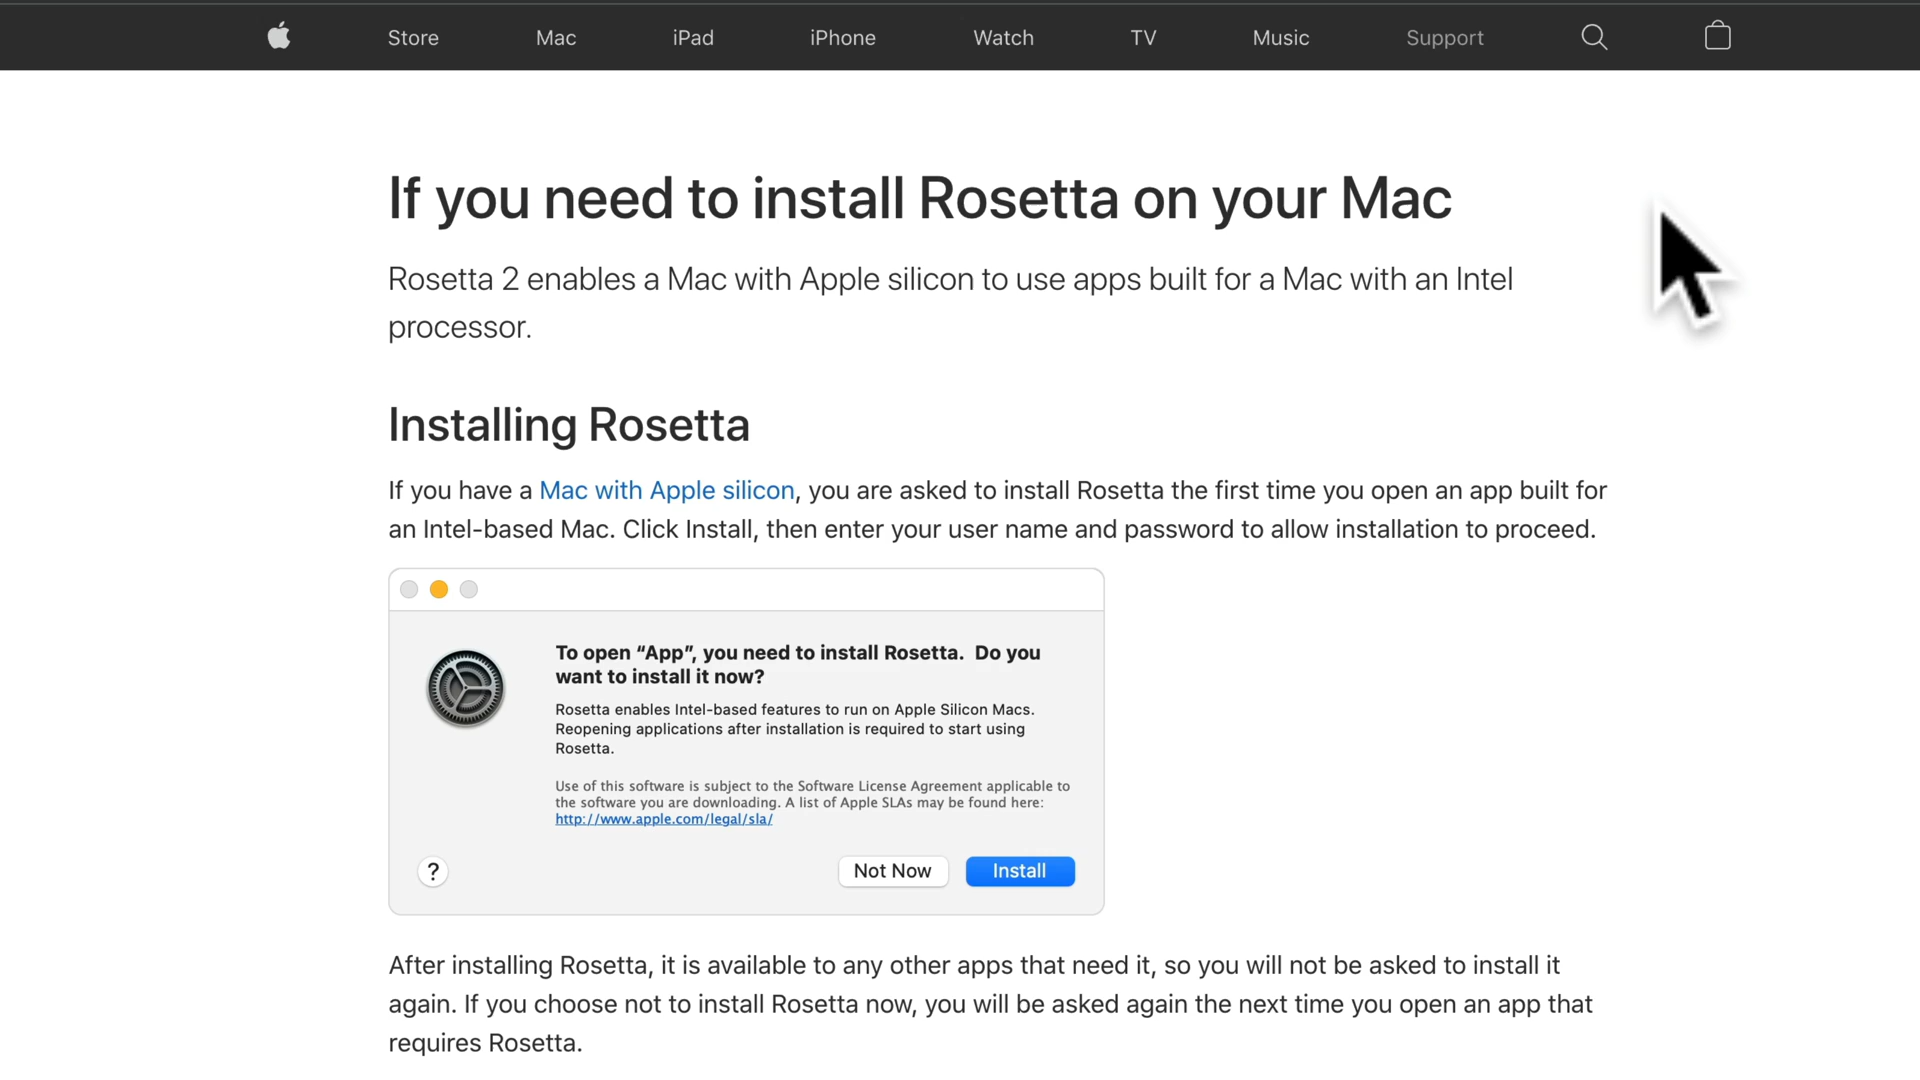 Store Mac iPad iPhone Watch TV Music Support
If you need to install Rosetta on your Mac
Rosetta 2 enables a Mac with Apple silicon to use apps built for a Mac with an Intel
processor.
Installing Rosetta
If you have a Mac with Apple silicon, you are asked to install Rosetta the first time you open an app built for
an Intel-based Mac. Click Install, then enter your user name and password to allow installation to proceed.
To open “App”, you need to install Rosetta. Do you
want to install it now?
Rosetta enables Intel-based features to run on Apple Silicon Macs.
Reopening applications after installation is required to start using
Rosetta.
Use of this software is subject to the Software License Agreement applicable to
the software you are downloading. A list of Apple SLAs may be found here:
http://www.apple.com/legal/sla/
? Not Now Install
After installing Rosetta, it is available to any other apps that need it, so you will not be asked to install it
again. If you choose not to install Rosetta now, you will be asked again the next time you open an app that
requires Rosetta.